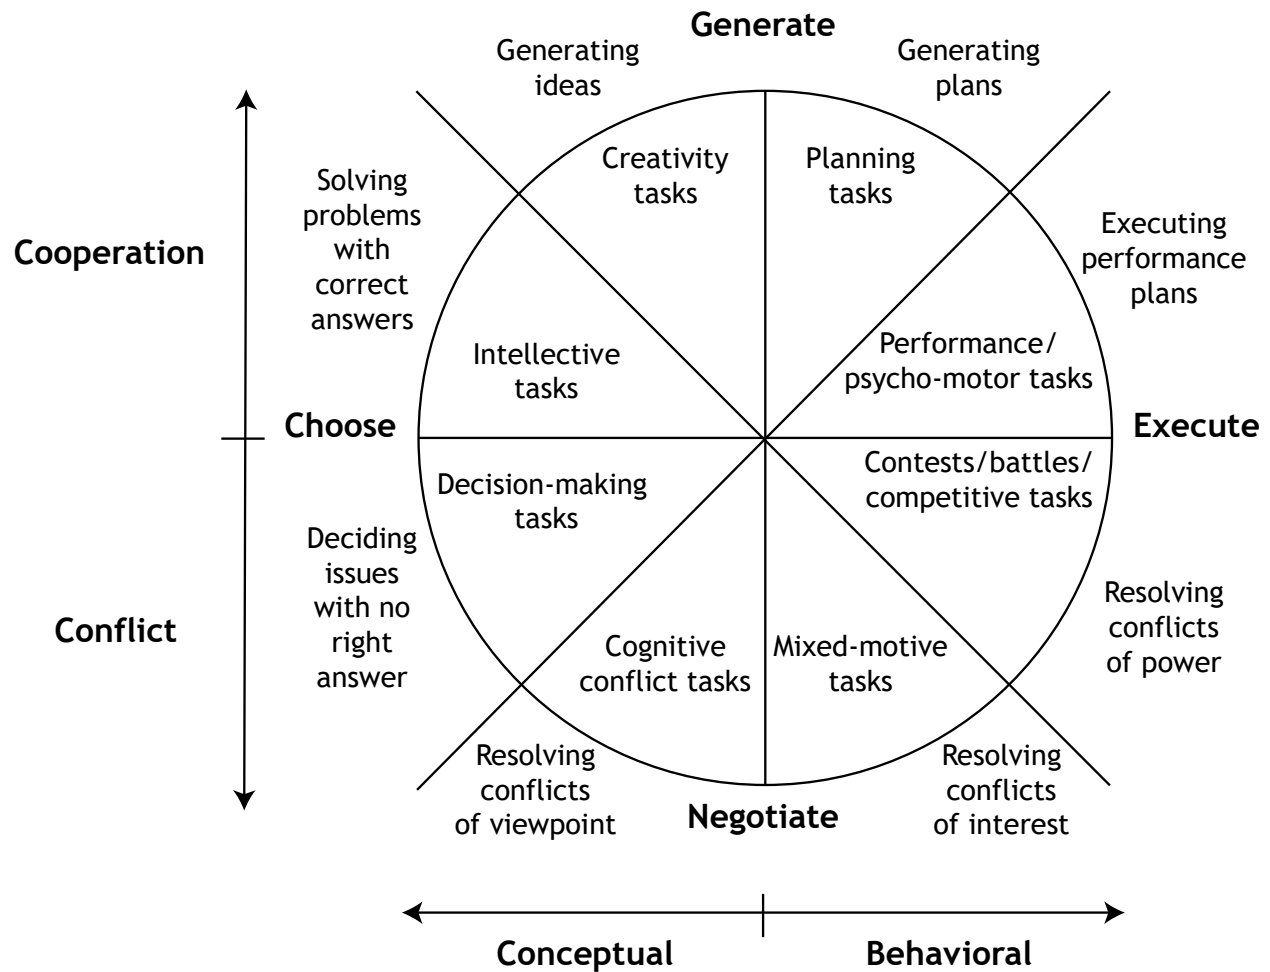 Generate
Generating
ideas
Generating
plans
Creativity
tasks
Planning
tasks
Solving
problems
with
correct
answers
Executing
performance
plans
Cooperation
Intellective
tasks
Performance/
psycho-motor tasks
Choose
Execute
Decision-making
tasks
Contests/battles/
competitive tasks
Deciding
issues
with no
right
answer
Resolving
conflicts
of power
Conflict
Cognitive
conflict tasks
Mixed-motive
tasks
Resolving
conflicts
of viewpoint
Negotiate
Resolving
conflicts
of interest
Conceptual
Behavioral